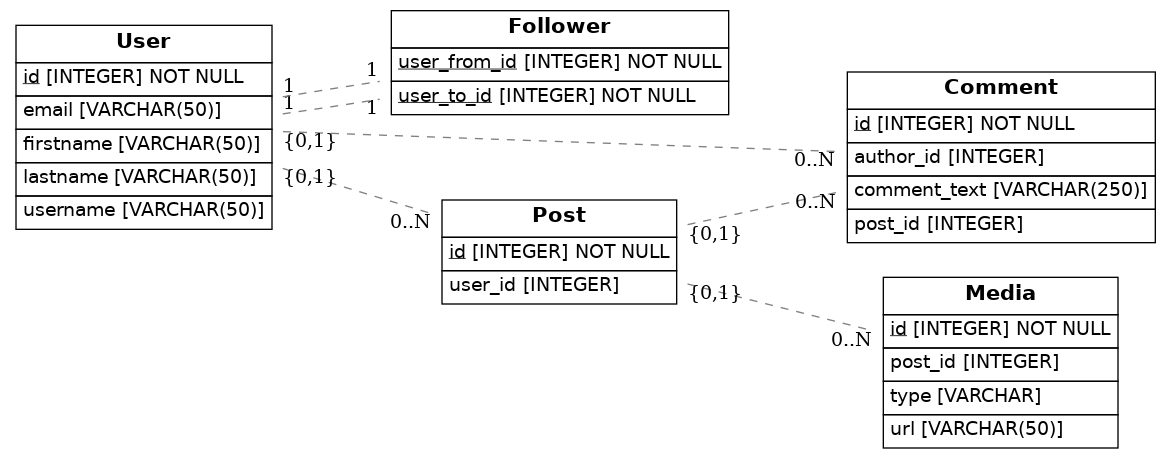 User
id [INTEGER] NOT NULL
email [VARCHAR(50)]
firstname [VARCHAR(50)]
lastname [VARCHAR(50)]
username [VARCHAR(50)]
1
1
{0,1}
{0,1}
1
1
0..N
0..N
Follower
user_from_id [INTEGER] NOT NULL
user_to_id [INTEGER] NOT NULL
Post
id [INTEGER] NOT NULL
user_id [INTEGER]
{0,1}
{0,1}
0..N
0..N
Comment
id [INTEGER] NOT NULL
author_id [INTEGER]
comment_text [VARCHAR(250)]
post_id [INTEGER]
0..N
Media
id [INTEGER] NOT NULL
post_id [INTEGER]
type [VARCHAR]
url [VARCHAR(50)]